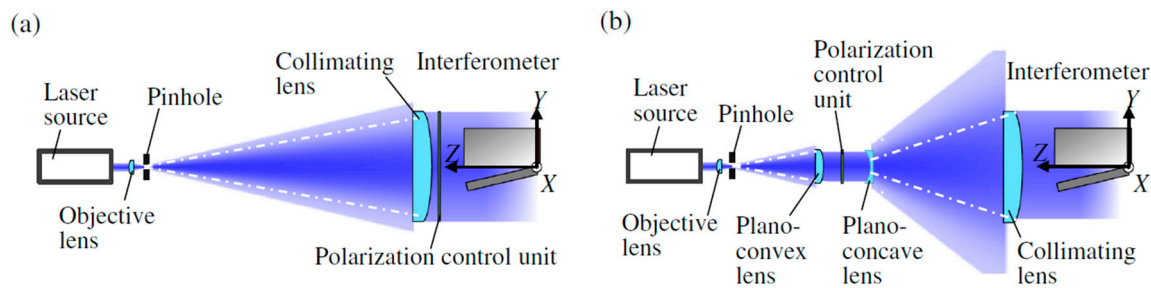 (a)
Collimating
lens
Interferometer
Laser
source
Pinhole
Y
Z
X
Objective
lens
Polarization control unit
(b)
Polarization
control
unit
Interferometer
Laser
source
Pinhole
Y
Z
X
Objective
lens
Plano-
convex
lens
Plano-
concave
lens
Collimating
lens